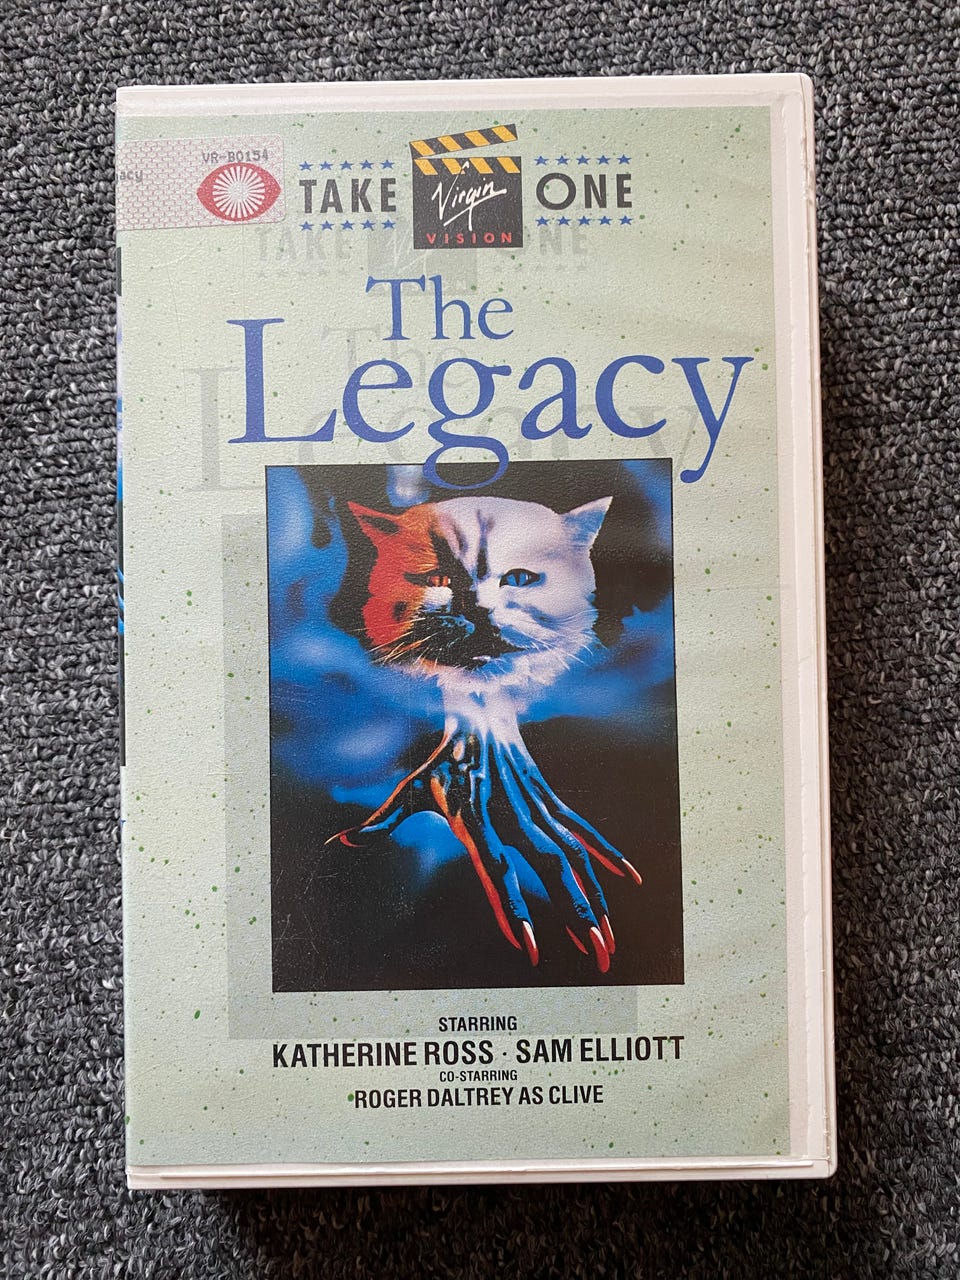 VR-B0154
acy
TAKE
Virgin
VISION
ONE
The
Legacy
STARRING
KATHERINE ROSS · SAM ELLIOTT
CO-STARRING
ROGER DALTREY AS CLIVE